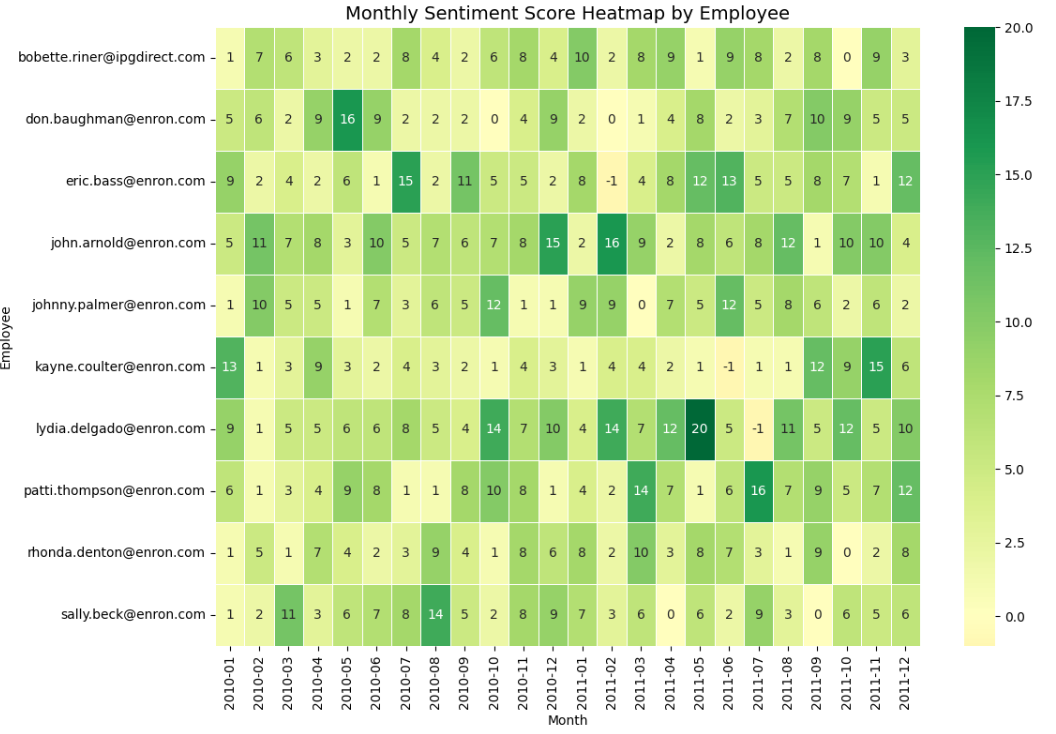 Monthly Sentiment Score Heatmap by Employee
bobette.riner@ipgdirect.com 1 7 6 3 2 2 8 4 2 6 8 4 10 2 8 9 1 9 8 2 8 0 9 3
don.baughman@enron.com 5 6 2 9 16 9 2 2 2 0 4 9 2 0 1 4 8 2 3 7 10 9 5 5
eric.bass@enron.com 9 2 4 2 6 1 15 2 11 5 5 2 8 -1 4 8 12 13 5 5 8 7 1 12
john.arnold@enron.com 5 11 7 8 3 10 5 7 6 7 8 15 2 16 9 2 8 6 8 12 1 10 10 4
johnny.palmer@enron.com 1 10 5 5 1 7 3 6 5 12 1 1 9 9 0 7 5 12 5 8 6 2 6 2
kayne.coulter@enron.com 13 1 3 9 3 2 4 3 2 1 4 3 1 4 4 2 1 -1 1 1 12 9 15 6
lydia.delgado@enron.com 9 1 5 5 6 6 8 5 4 14 7 10 4 14 7 12 20 5 -1 11 5 12 5 10
patti.thompson@enron.com 6 1 3 4 9 8 1 1 8 10 8 1 4 2 14 7 1 6 16 7 9 5 7 12
rhonda.denton@enron.com 1 5 1 7 4 2 3 9 4 1 8 6 8 2 10 3 8 7 3 1 9 0 2 8
sally.beck@enron.com 1 2 11 3 6 7 8 14 5 2 8 9 7 3 6 0 6 2 9 3 0 6 5 6
2010-01 2010-02 2010-03 2010-04 2010-05 2010-06 2010-07 2010-08 2010-09 2010-10 2010-11 2010-12 2011-01 2011-02 2011-03 2011-04 2011-05 2011-06 2011-07 2011-08 2011-09 2011-10 2011-11 2011-12
Month
Employee
20.0
17.5
15.0
12.5
10.0
7.5
5.0
2.5
0.0